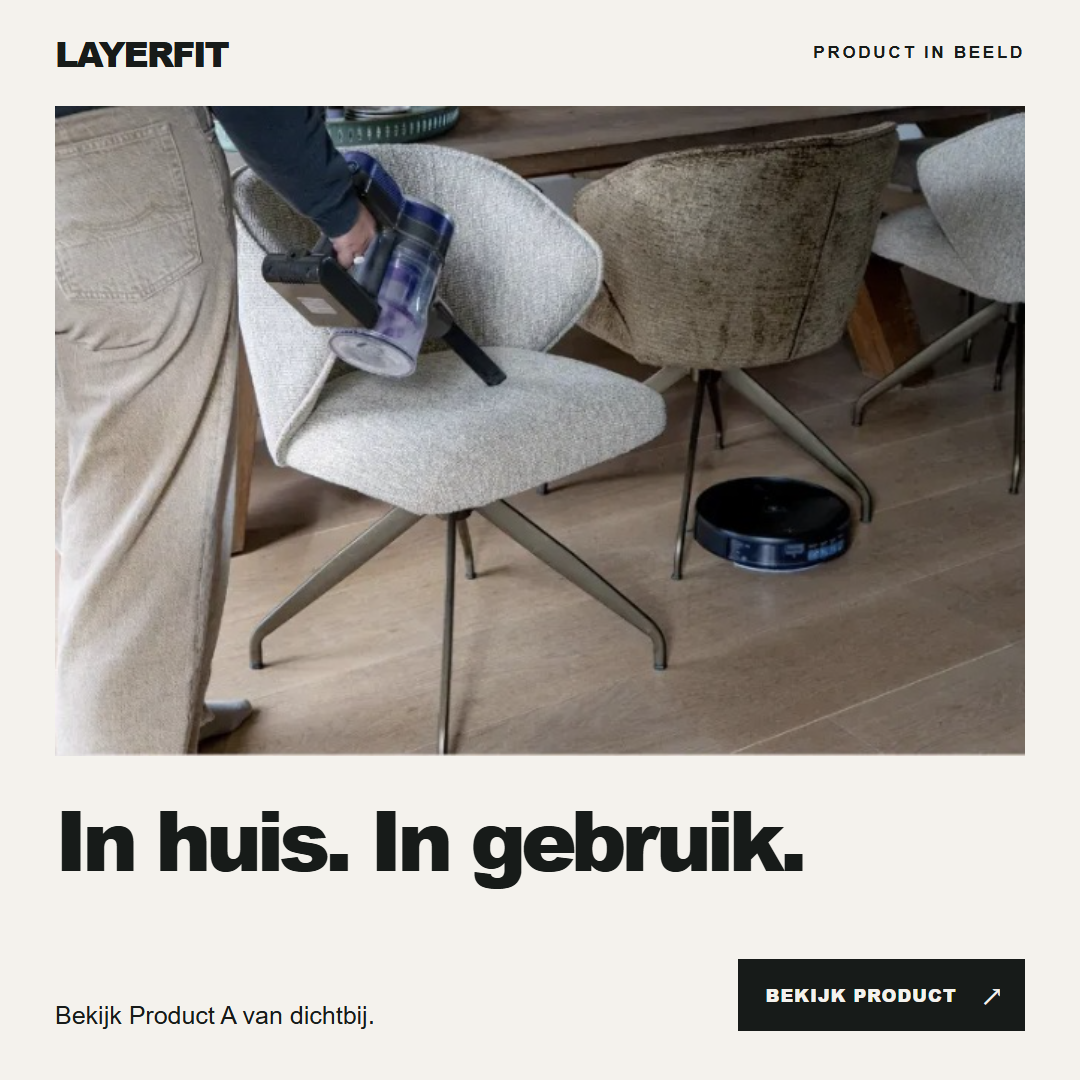 LAYERFIT
PRODUCT IN BEELD
In huis. In gebruik.
Bekijk Product A van dichtbij.
BEKIJK PRODUCT ↗